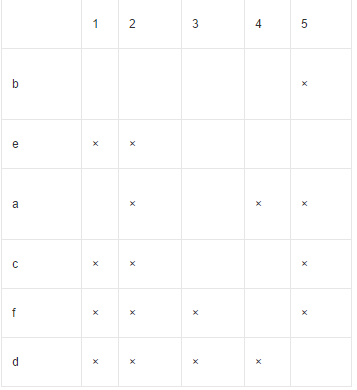 1 2 3 4 5
b ×
e × ×
a × × ×
c × × ×
f × × × ×
d × × × ×